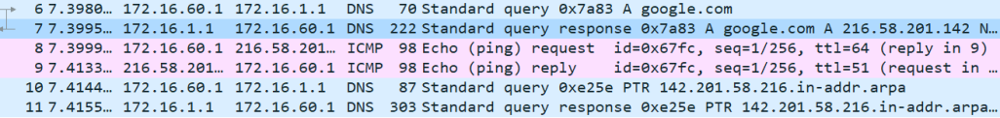 6 7.3980… 172.16.60.1 172.16.1.1 DNS 70 Standard query 0x7a83 A google.com
7 7.3995… 172.16.1.1 172.16.60.1 DNS 222 Standard query response 0x7a83 A google.com A 216.58.201.142 N…
8 7.3999… 172.16.60.1 216.58.201… ICMP 98 Echo (ping) request id=0x67fc, seq=1/256, ttl=64 (reply in 9)
9 7.4133… 216.58.201… 172.16.60.1 ICMP 98 Echo (ping) reply id=0x67fc, seq=1/256, ttl=51 (request in …
10 7.4144… 172.16.60.1 172.16.1.1 DNS 87 Standard query 0xe25e PTR 142.201.58.216.in-addr.arpa
11 7.4155… 172.16.1.1 172.16.60.1 DNS 303 Standard query response 0xe25e PTR 142.201.58.216.in-addr.arpa…